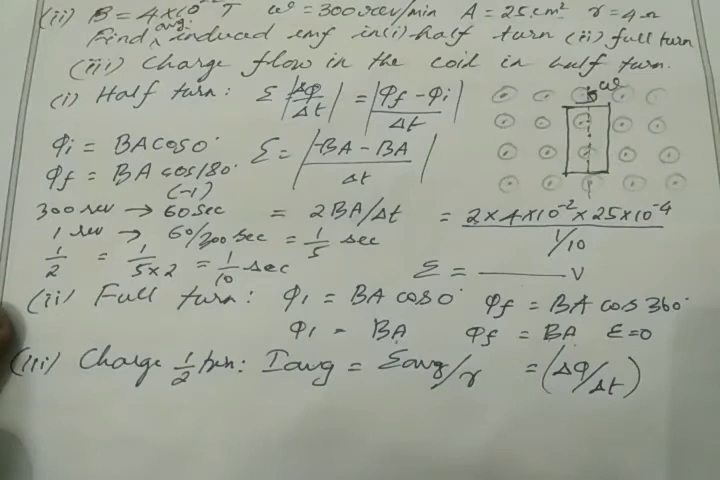 (ii) B = 4×10⁻² T ω = 300 rev/min A = 25 cm² r = 4 Ω
Find avg. induced emf in (i) half turn (ii) full turn
(iii) Charge flow in the coil in half turn.
(i) Half turn: ε |Δφ/Δt| = |φf - φi|/Δt ω
φi = BA cos 0° ε = |-BA - BA|/Δt
φf = BA cos 180°
(-1)
300 rev → 60 sec = 2BA/Δt = 2×4×10⁻²×25×10⁻⁴ / 1/10
1 rev → 60/300 sec = 1/5 sec
1/2 = 1/5×2 = 1/10 sec ε = ——— V
(ii) Full turn: φi = BA cos 0° φf = BA cos 360°
φi = BA φf = BA ε=0
(iii) Charge 1/2 turn: Iavg = εavg/r = (Δφ/Δt)